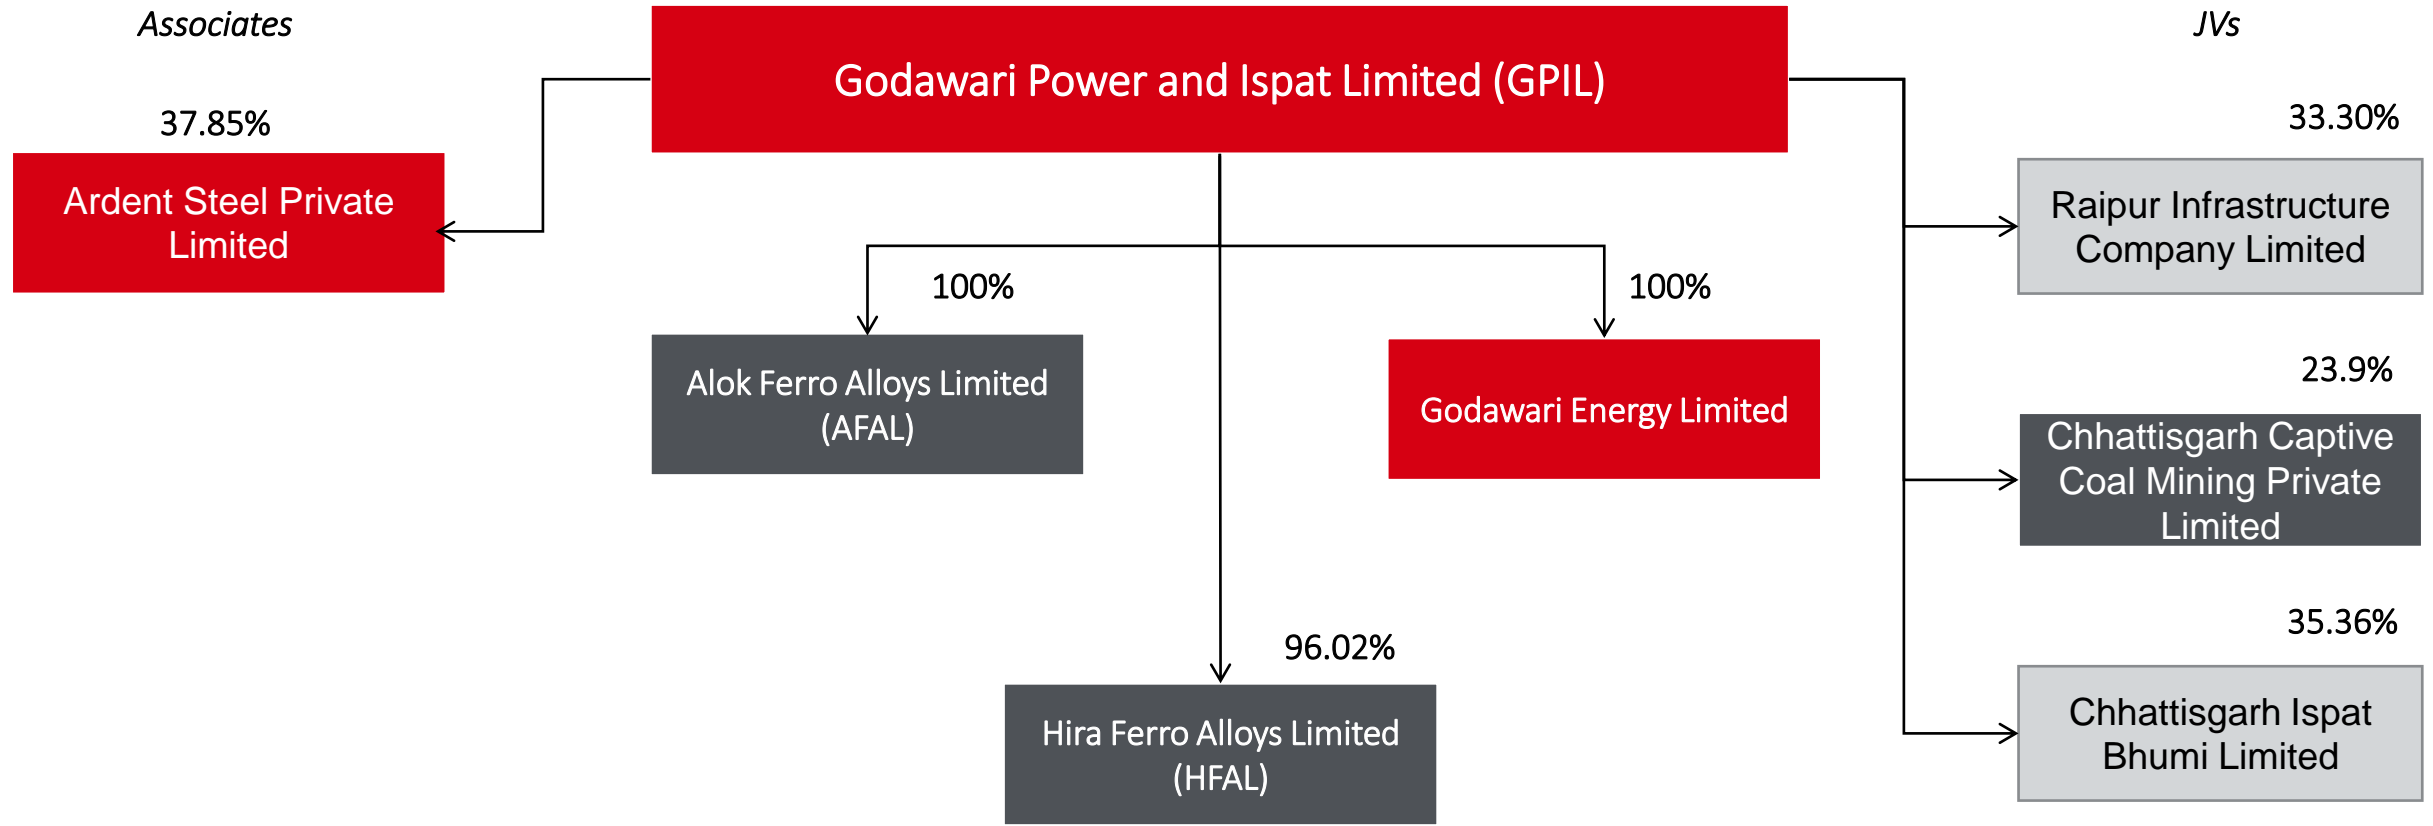 Associates
JVs
Godawari Power and Ispat Limited (GPIL)
37.85%
Ardent Steel Private
Limited
33.30%
Raipur Infrastructure
Company Limited
100%
Alok Ferro Alloys Limited
(AFAL)
100%
Godawari Energy Limited
23.9%
Chhattisgarh Captive
Coal Mining Private
Limited
96.02%
Hira Ferro Alloys Limited
(HFAL)
35.36%
Chhattisgarh Ispat
Bhumi Limited